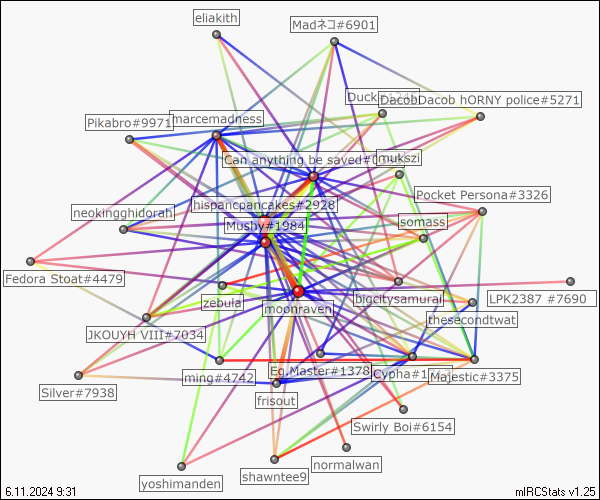 eliakith
Madネコ#6901
Duck
DacobDacob hORNY police#5271
Pikabro#9971
marcemadness
Can anything be saved#0
mukszi
Pocket Persona#3326
hispancpancakes#2928
neokingghidorah
Mushy#1984
somass
Fedora Stoat#4479
zebula
bigcitysamurai
LPK2387 #7690
moonraven
thesecondtwat
JKOUYH VIII#7034
ming#4742
Eg.Master#1378
Cypha#1
Majestic#3375
Silver#7938
frisout
Swirly Boi#6154
normalwan
yoshimanden
shawntee9
6.11.2024 9:31
mIRCStats v1.25